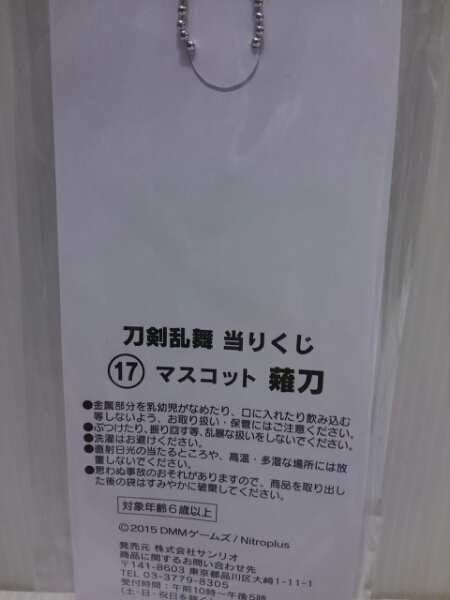 刀剣乱舞 当りくじ
⑰ マスコット 薙刀
●金属部分を乳幼児がなめたり、口に入れたり飲み込む
等しないよう、お取り扱い・保管にはご注意ください。
●ぶつけたり、振り回す等、乱暴な扱いをしないでください。
●洗濯はお避けください。
●直射日光の当たるところや、高温・多湿な場所には放
置しないでください。
●思わぬ事故のおそれがありますので、商品を取り出し
た後の袋はすみやかに破棄してください。
対象年齢6歳以上
©2015 DMMゲームズ/Nitroplus
発売元 株式会社サンリオ
商品に関するお問い合わせ先
〒141-8603 東京都品川区大崎1-11-1
TEL 03-3779-8305
受付時間:午前10時〜午後5時
(土・日・祝日を除く)